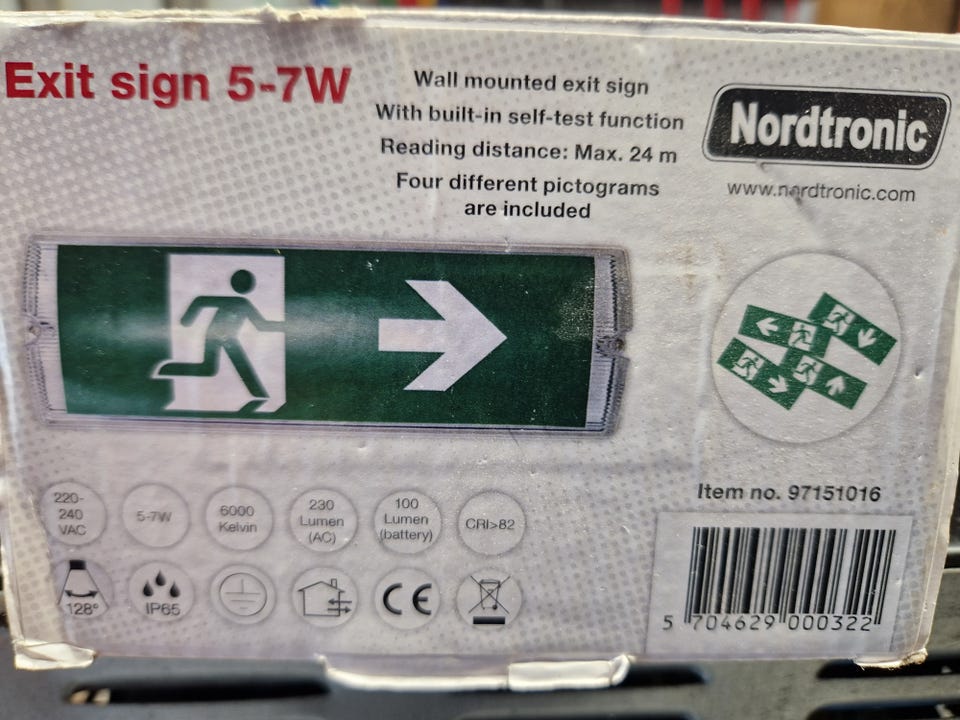 Exit sign 5-7W
Wall mounted exit sign
With built-in self-test function
Reading distance: Max. 24 m
Four different pictograms
are included
Nordtronic
www.nordtronic.com
220-
240
VAC
5-7W
6000
Kelvin
230
Lumen
(AC)
100
Lumen
(battery)
CRI>82
128°
IP65
CE
Item no. 97151016
5 704629 000322